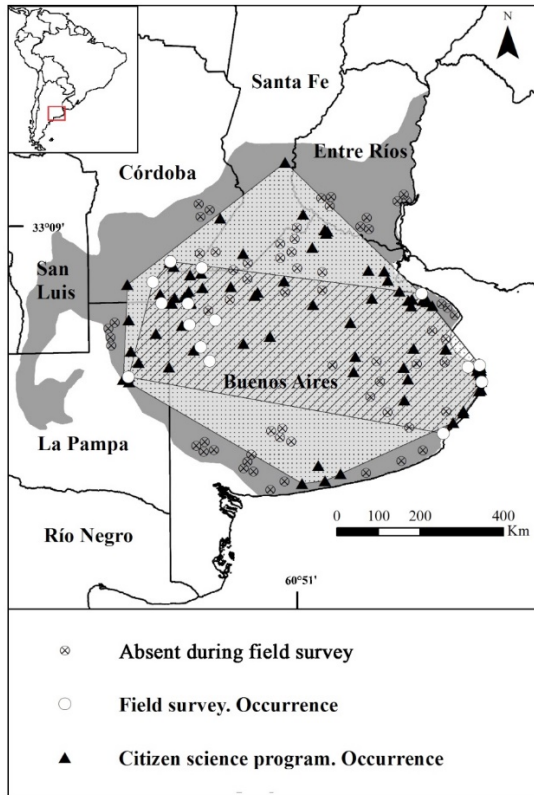 N
Santa Fe
Entre Ríos
Córdoba
33°09'
San
Luis
Buenos Aires
La Pampa
Río Negro
0 100 200 300 400
Km
60°51'
Absent during field survey
Field survey. Occurrence
Citizen science program. Occurrence